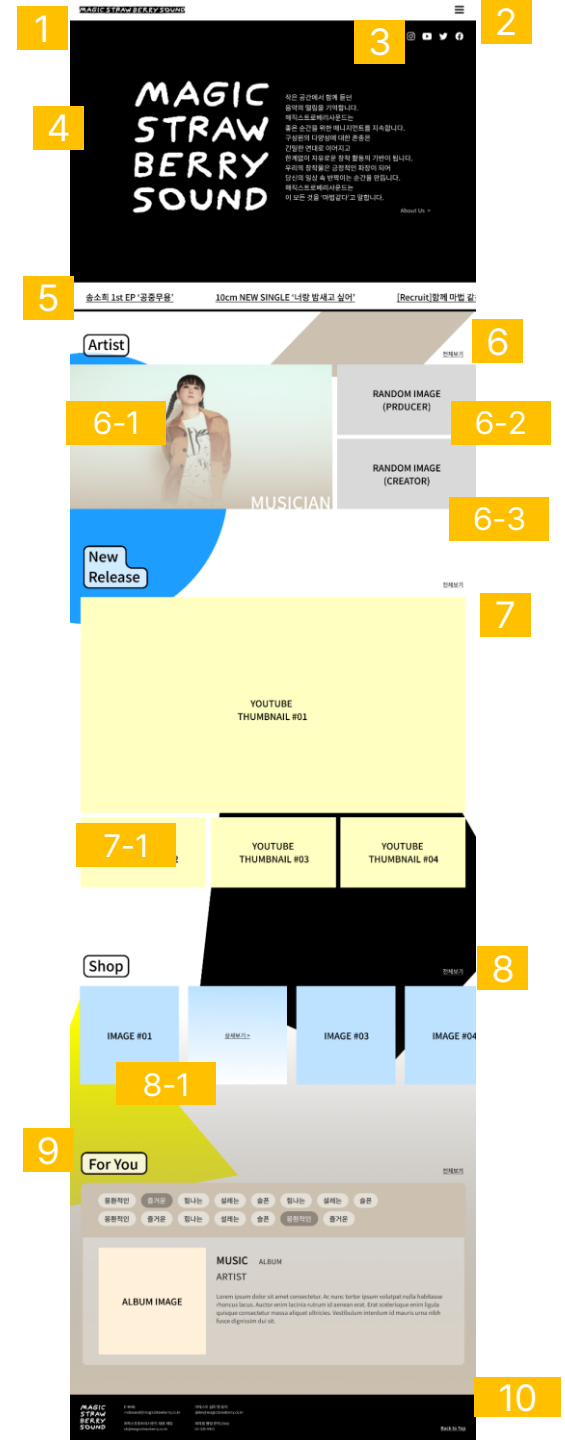 1
MAGIC STRAWBERRY SOUND
2
3
4
MAGIC
STRAW
BERRY
SOUND
작은 공간에서 함께 듣던
음악의 떨림을 기억합니다.
매직스트로베리사운드는
좋은 순간을 위한 매니지먼트를 지속합니다.
구성원의 다양성에 대한 존중은
긴밀한 연대로 이어지고
한계없이 자유로운 창작 활동의 기반이 됩니다.
우리의 창작물은 긍정적인 파장이 되어
당신의 일상 속 반짝이는 순간을 만듭니다.
매직스트로베리사운드는
이 모든 것을 '마법같다'고 말합니다.
About Us >
5
송소희 1st EP ‘공중무용’ 10cm NEW SINGLE ‘너랑 밤새고 싶어’ [Recruit]함께 마법 같
Artist
전체보기
6
6-1
MUSICIAN
RANDOM IMAGE
(PRDUCER)
6-2
RANDOM IMAGE
(CREATOR)
6-3
New
Release
전체보기
7
YOUTUBE
THUMBNAIL #01
7-1
YOUTUBE
THUMBNAIL #03
YOUTUBE
THUMBNAIL #04
Shop
전체보기
8
IMAGE #01
상세보기 >
IMAGE #03
IMAGE #04
8-1
9
For You
전체보기
몽환적인 즐거운 힘나는 설레는 슬픈 힘나는 설레는 슬픈
몽환적인 즐거운 힘나는 설레는 슬픈 몽환적인 즐거운
ALBUM IMAGE
MUSIC ALBUM
ARTIST
Lorem ipsum dolor sit amet consectetur. Ac nunc tortor ipsum volutpat nulla habitasse
rhoncus lacus. Auctor enim lacinia rutrum id aenean erat. Erat scelerisque enim ligula
quisque consectetur massa aliquet ultricies. Vestibulum interdum id mauris urna nibh
fusce dignissim dui sit.
10
MAGIC
STRAW
BERRY
SOUND
Back to Top